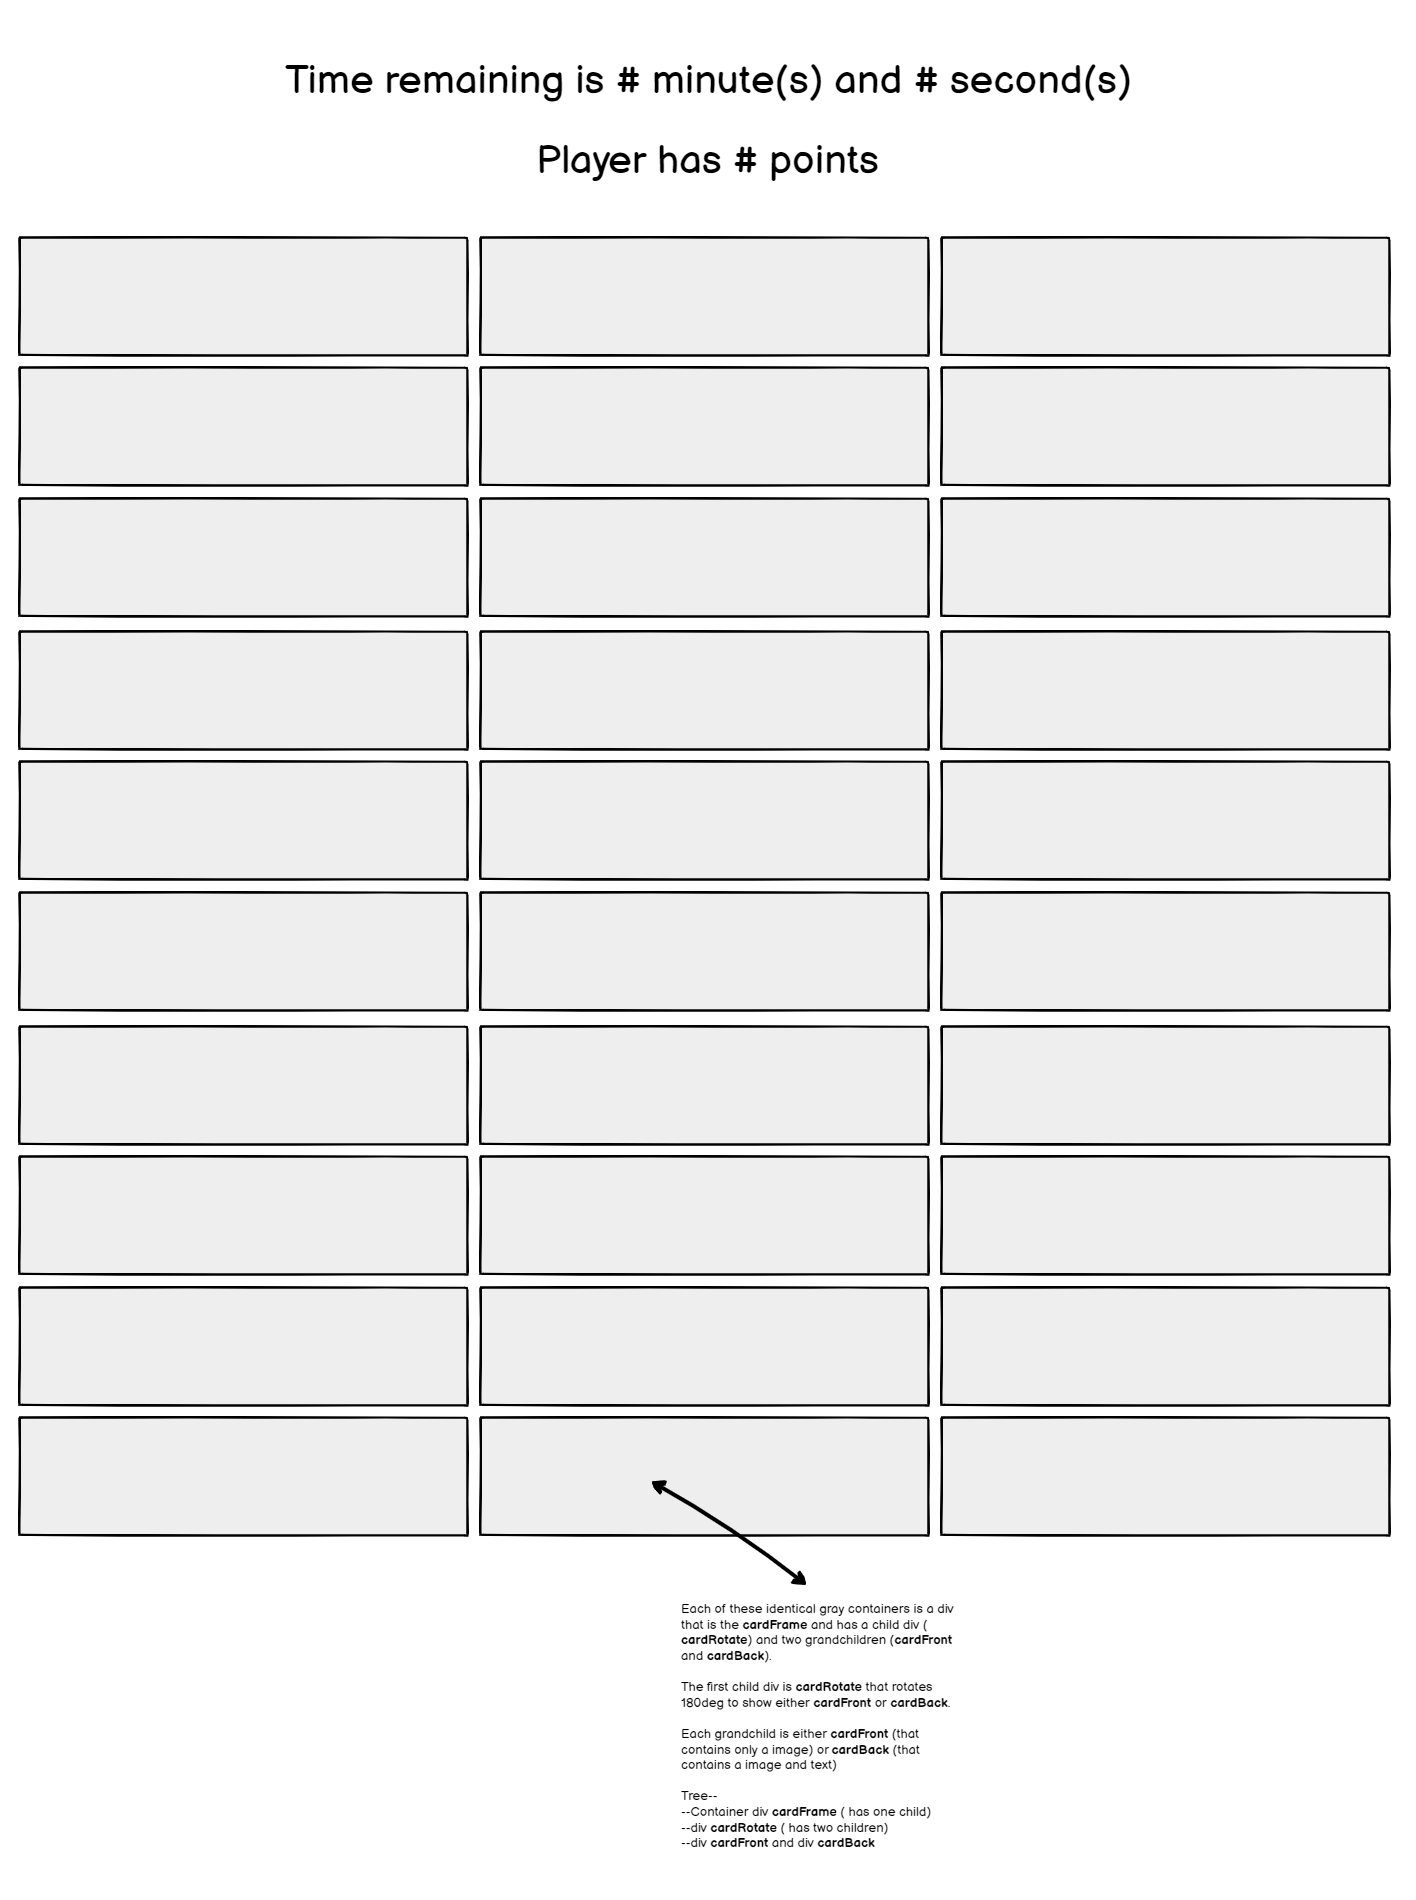 Time remaining is # minute(s) and # second(s)
Player has # points
Each of these identical gray containers is a div
that is the cardFrame and has a child div (
cardRotate) and two grandchildren (cardFront
and cardBack).
The first child div is cardRotate that rotates
180deg to show either cardFront or cardBack.
Each grandchild is either cardFront (that
contains only a image) or cardBack (that
contains a image and text)
Tree--
--Container div cardFrame ( has one child)
--div cardRotate ( has two children)
--div cardFront and div cardBack